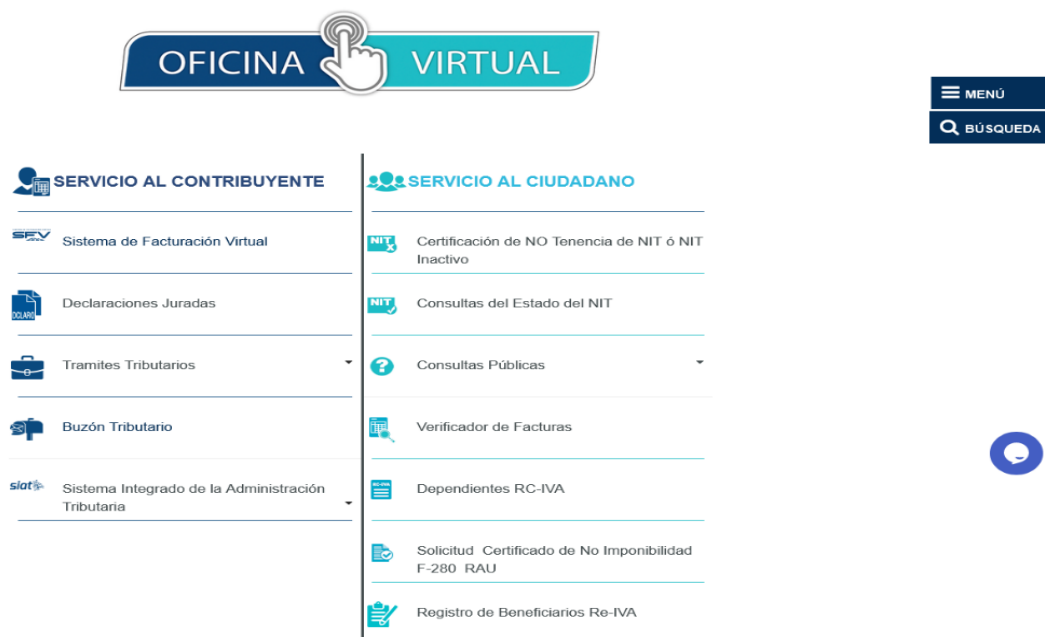 OFICINA VIRTUAL
MENÚ
BÚSQUEDA
SERVICIO AL CONTRIBUYENTE
SFV
Sistema de Facturación Virtual
DCLARO
Declaraciones Juradas
Tramites Tributarios
Buzón Tributario
siat
Sistema Integrado de la Administración
Tributaria
SERVICIO AL CIUDADANO
NIT
Certificación de NO Tenencia de NIT ó NIT
Inactivo
NIT
Consultas del Estado del NIT
?
Consultas Públicas
Verificador de Facturas
RC-IVA
Dependientes RC-IVA
Solicitud Certificado de No Imponibilidad
F-280 RAU
Registro de Beneficiarios Re-IVA